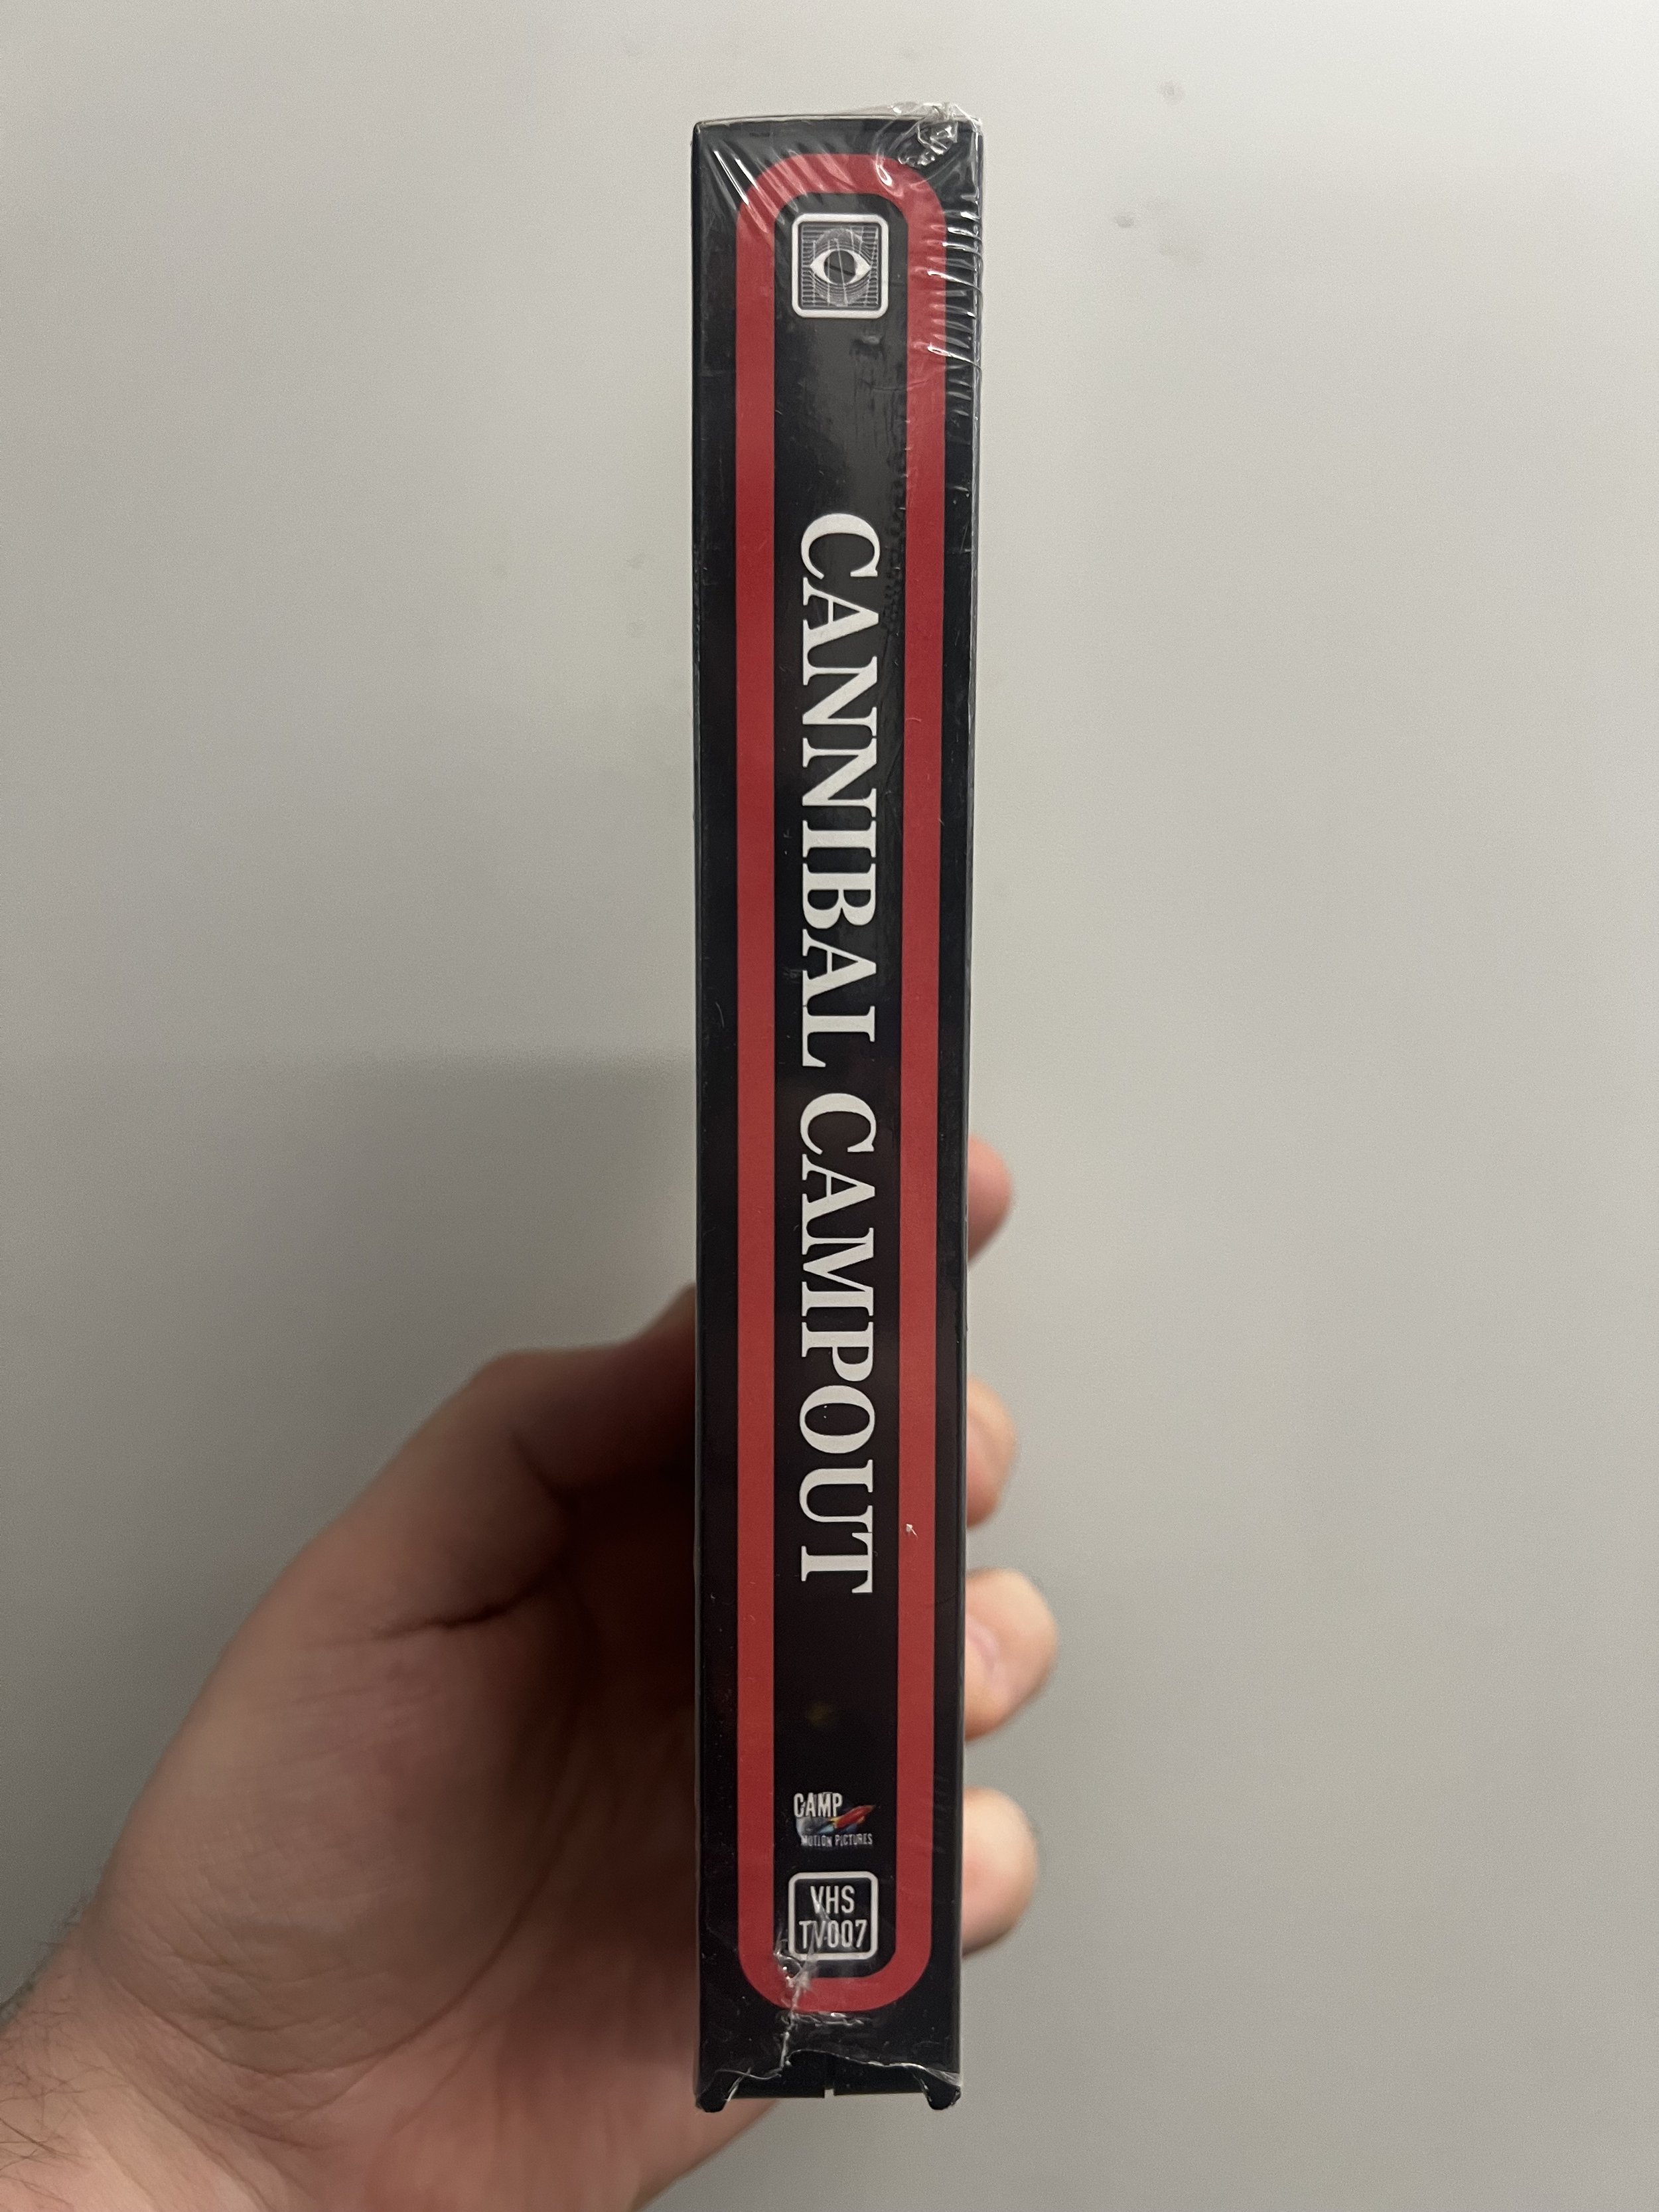 CANNIBAL CAMPOUT
CAMP
MOTION PICTURES
VHS
TV007